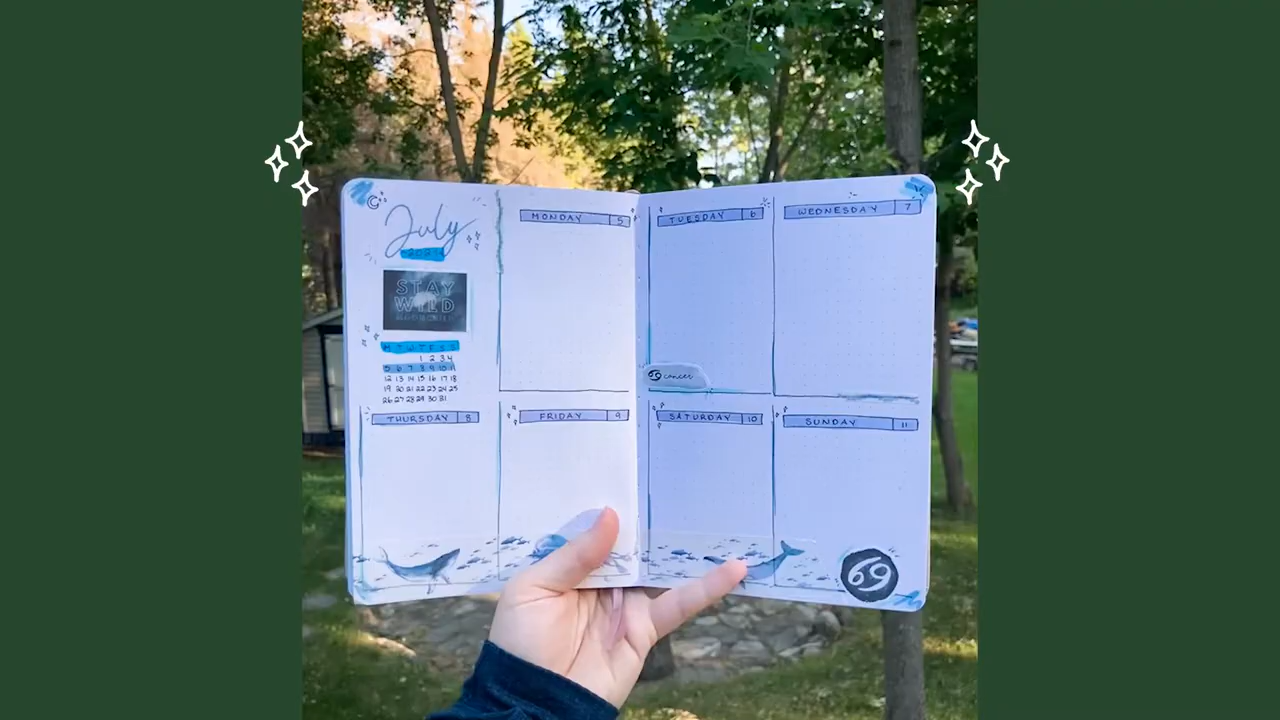 July
2021
STAY
WILD
M T W T F S S
1 2 3 4
5 6 7 8 9 10 11
12 13 14 15 16 17 18
19 20 21 22 23 24 25
26 27 28 29 30 31
MONDAY 5
TUESDAY 6
WEDNESDAY 7
cancer
THURSDAY 8
FRIDAY 9
SATURDAY 10
SUNDAY 11